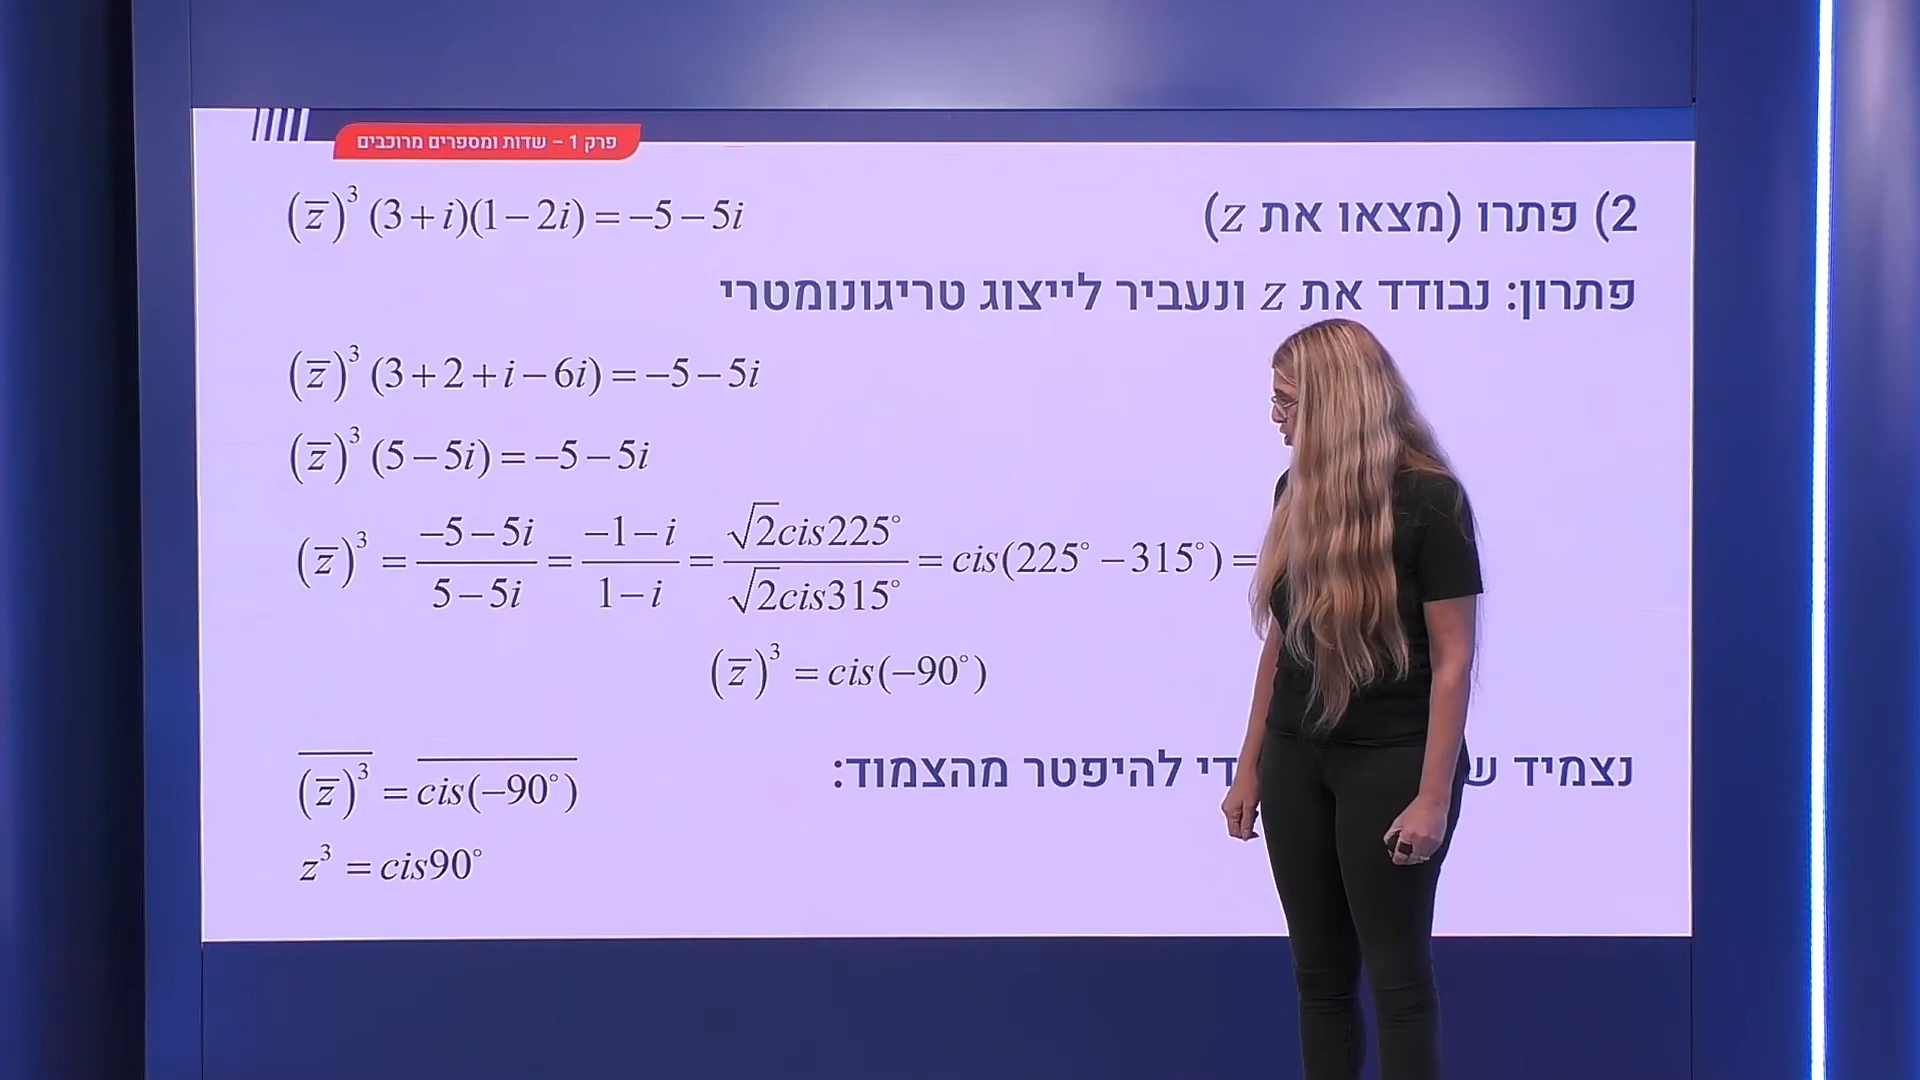 פרק 1 – שדות ומספרים מרוכבים
2) פתרו (מצאו את z) (z̅)³(3+i)(1−2i)=−5−5i
פתרון: נבודד את z ונעביר לייצוג טריגונומטרי
(z̅)³(3+2+i−6i)=−5−5i
(z̅)³(5−5i)=−5−5i
(z̅)³ = (−5−5i)/(5−5i) = (−1−i)/(1−i) = (√2cis225°)/(√2cis315°) = cis(225°−315°) =
(z̅)³ = cis(−90°)
נצמיד להיפטר מהצמוד: \overline{(z̅)³} = \overline{cis(−90°)}
z³ = cis90°